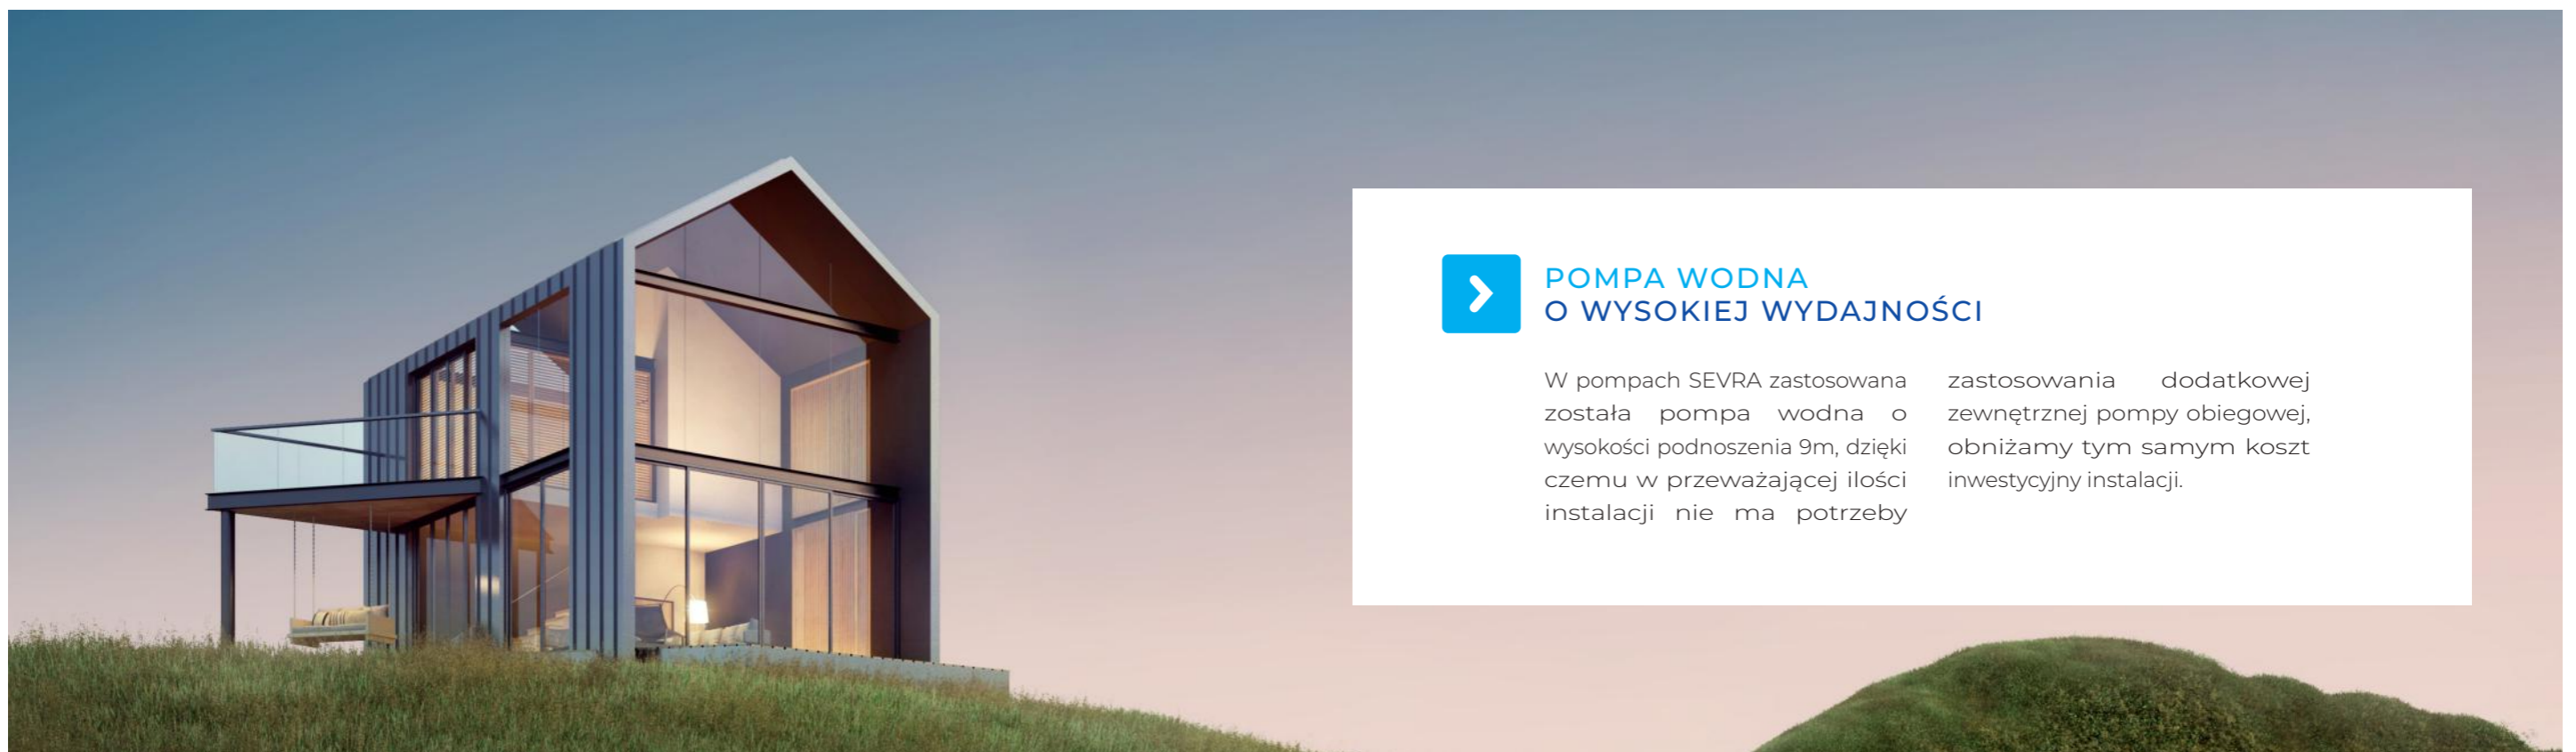 POMPA WODNA
O WYSOKIEJ WYDAJNOŚCI
W pompach SEVRA zastosowana
została pompa wodna o
wysokości podnoszenia 9m, dzięki
czemu w przeważającej ilości
instalacji nie ma potrzeby
zastosowania dodatkowej
zewnętrznej pompy obiegowej,
obniżamy tym samym koszt
inwestycyjny instalacji.